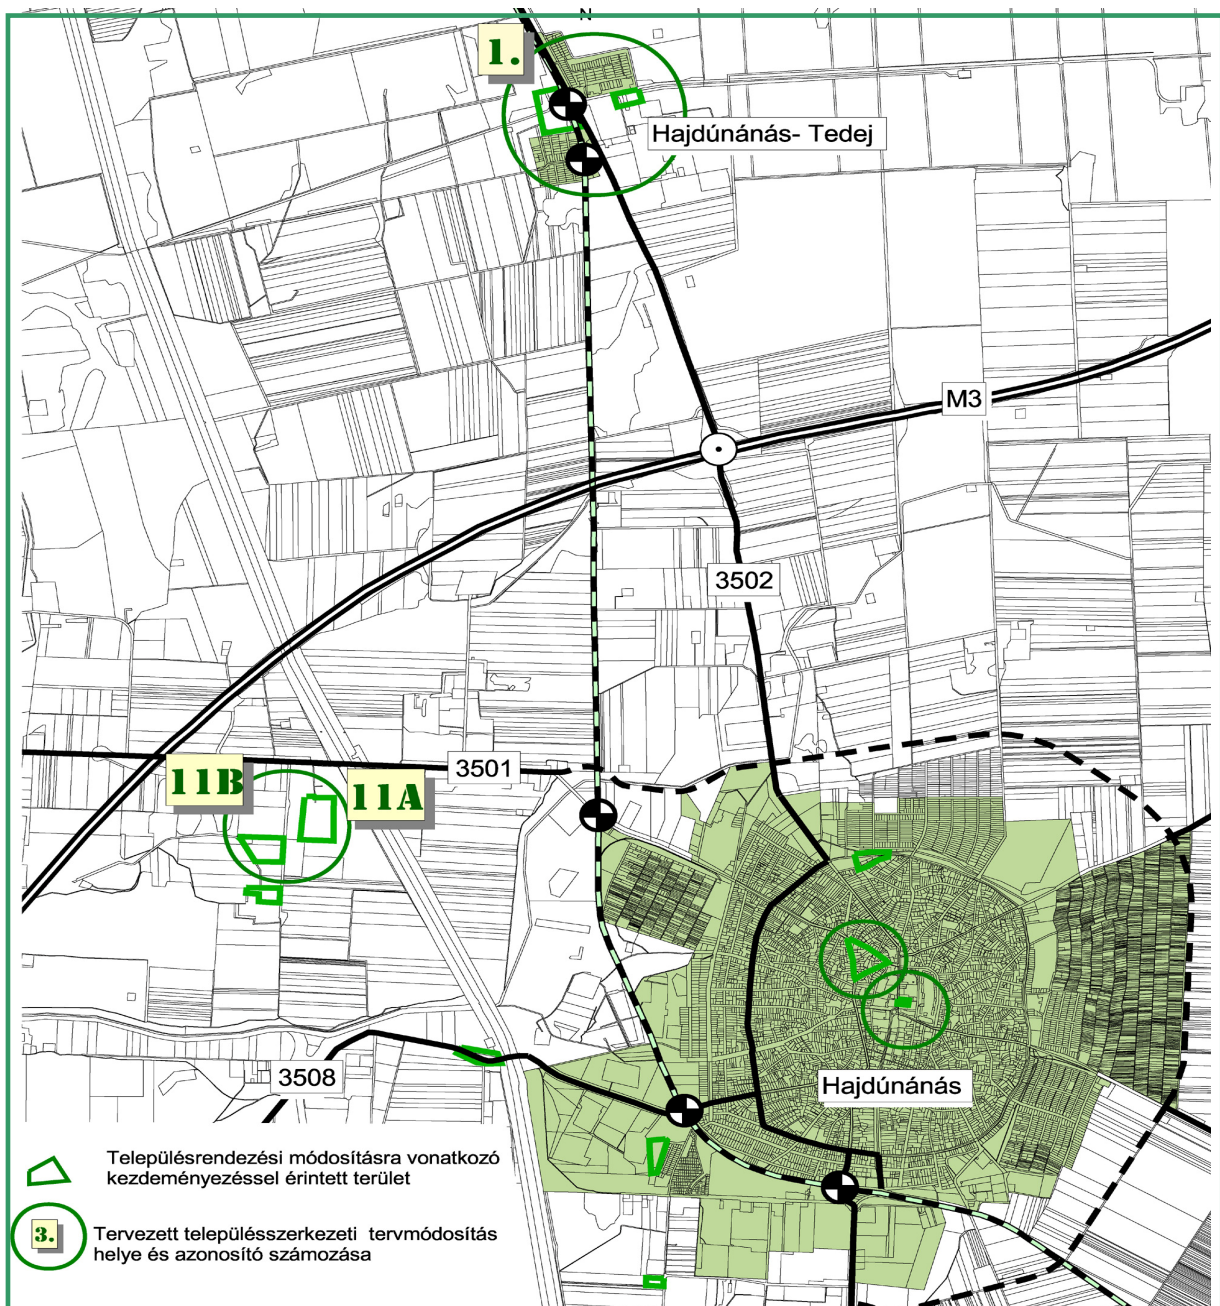 N
1.
Hajdúnánás- Tedej
M3
3502
3501
11B
11A
3508
Hajdúnánás
Településrendezési módosításra vonatkozó
kezdeményezéssel érintett terület
3.
Tervezett településszerkezeti tervmódosítás
helye és azonosító számozása